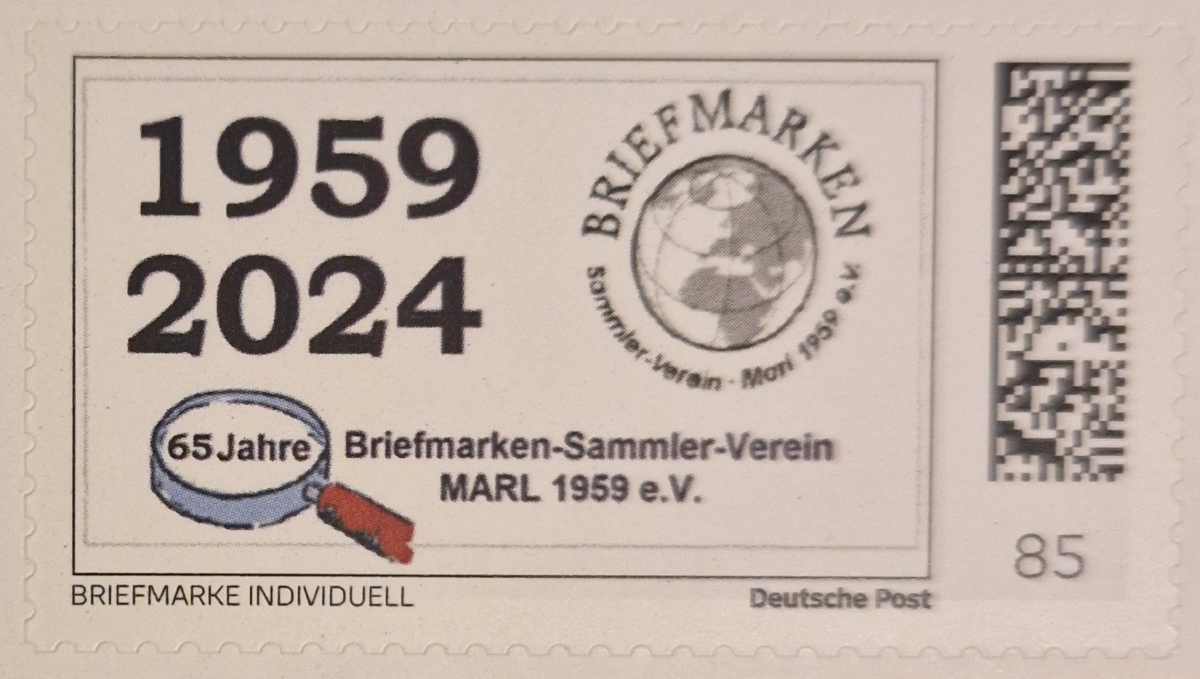 1959
2024
BRIEFMARKEN
Sammler-Verein · Marl 1959 e.V.
65 Jahre
Briefmarken-Sammler-Verein
MARL 1959 e.V.
85
BRIEFMARKE INDIVIDUELL
Deutsche Post